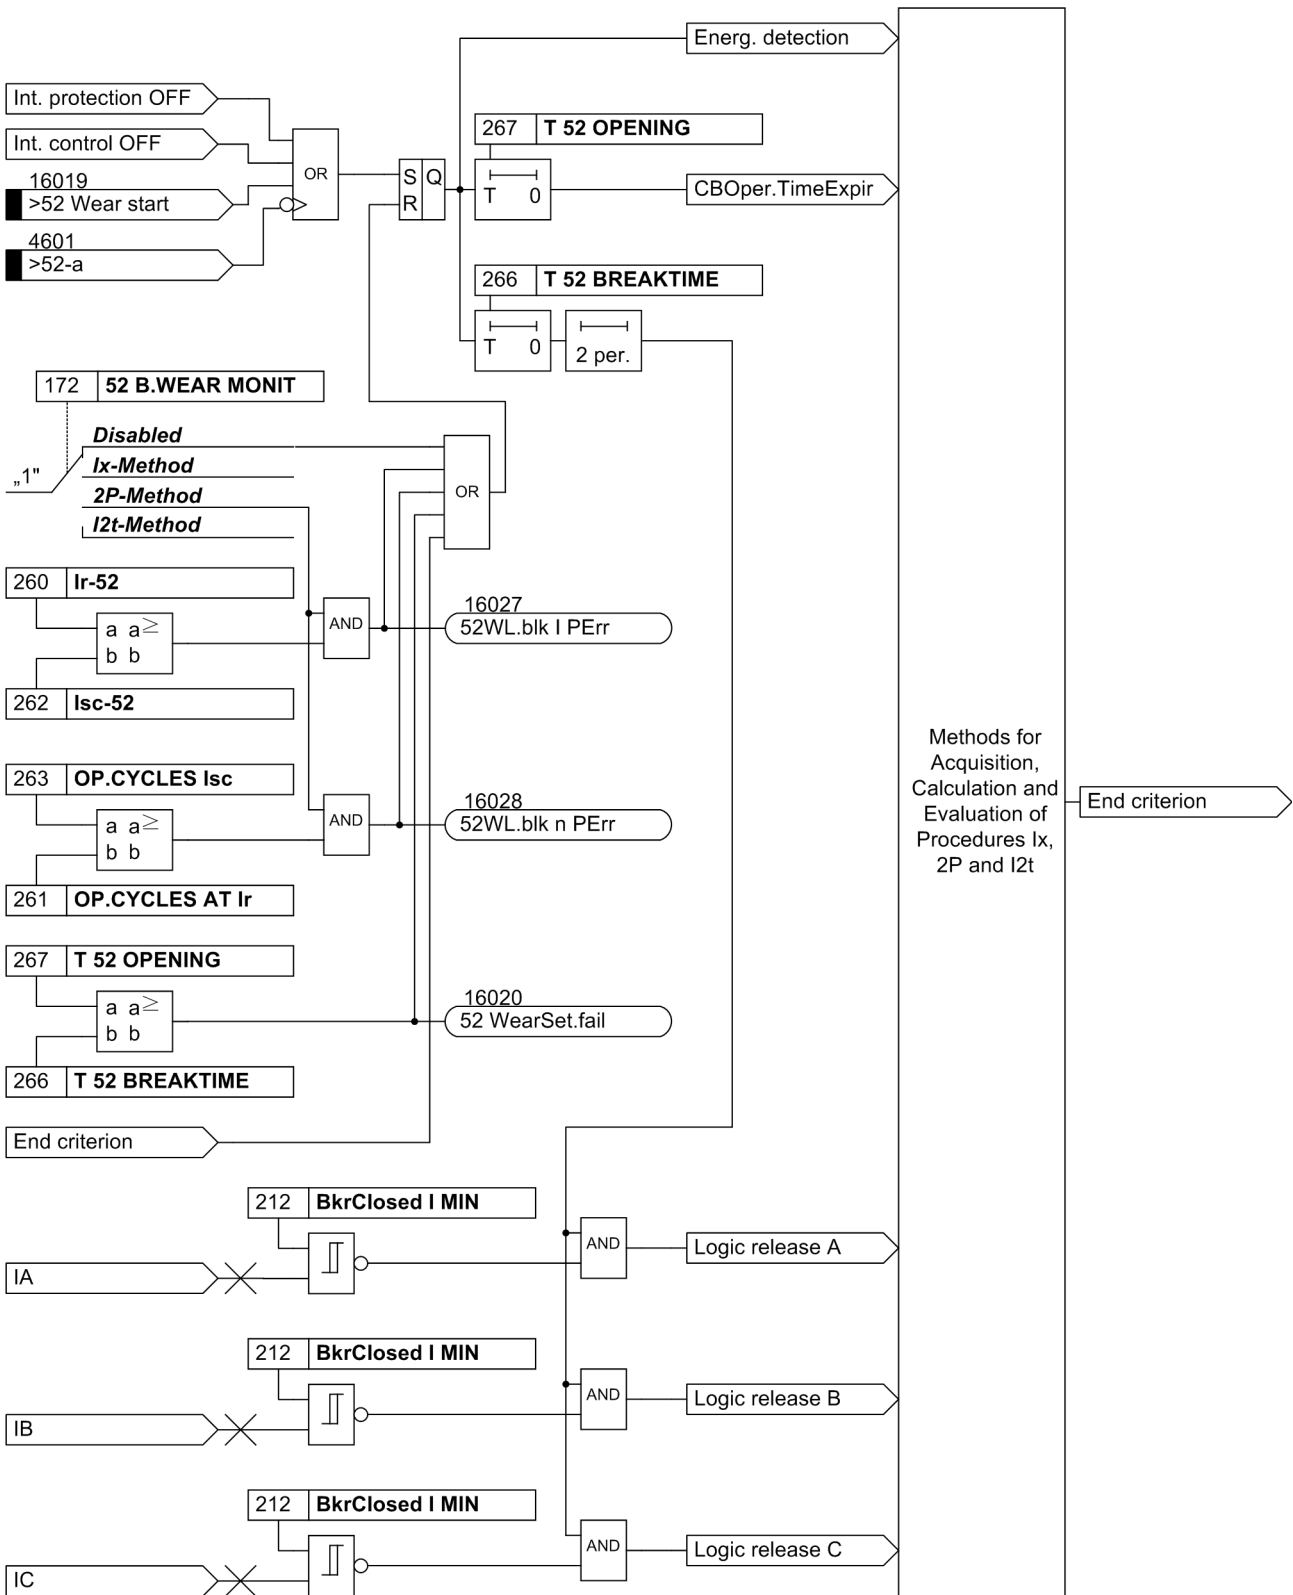 Energ. detection
Int. protection OFF
267 T 52 OPENING
Int. control OFF
OR
S Q
R
T 0
CBOper.TimeExpir
16019
>52 Wear start
4601
>52-a
266 T 52 BREAKTIME
T 0
2 per.
172 52 B.WEAR MONIT
„1"
Disabled
Ix-Method
2P-Method
I2t-Method
OR
260 Ir-52
a a≥
b b
AND
16027
52WL.blk I PErr
262 Isc-52
263 OP.CYCLES Isc
a a≥
b b
AND
16028
52WL.blk n PErr
261 OP.CYCLES AT Ir
267 T 52 OPENING
a a≥
b b
16020
52 WearSet.fail
266 T 52 BREAKTIME
End criterion
Methods for
Acquisition,
Calculation and
Evaluation of
Procedures Ix,
2P and I2t
End criterion
212 BkrClosed I MIN
IA
AND
Logic release A
212 BkrClosed I MIN
IB
AND
Logic release B
212 BkrClosed I MIN
IC
AND
Logic release C